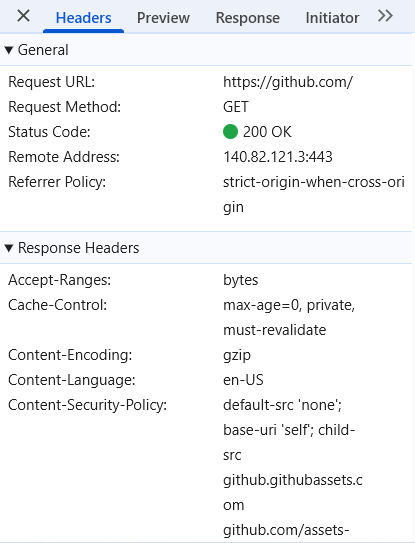 Headers Preview Response Initiator
General
Request URL: https://github.com/
Request Method: GET
Status Code: 200 OK
Remote Address: 140.82.121.3:443
Referrer Policy: strict-origin-when-cross-ori
gin
Response Headers
Accept-Ranges: bytes
Cache-Control: max-age=0, private,
must-revalidate
Content-Encoding: gzip
Content-Language: en-US
Content-Security-Policy: default-src 'none';
base-uri 'self'; child-
src
github.githubassets.c
om
github.com/assets-